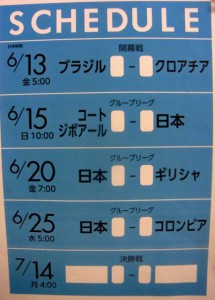 SCHEDULE
日本時間
6/13
金 5:00
開幕戦
ブラジル – クロアチア
6/15
日 10:00
グループリーグ
コート
ジボアール – 日本
6/20
金 7:00
グループリーグ
日本 – ギリシャ
6/25
水 5:00
グループリーグ
日本 – コロンビア
7/14
月 4:00
決勝戦
–